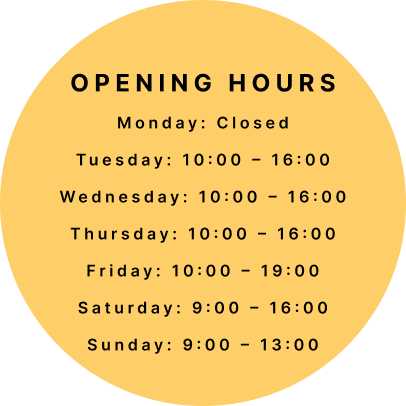 OPENING HOURS
Monday: Closed
Tuesday: 10:00 – 16:00
Wednesday: 10:00 – 16:00
Thursday: 10:00 – 16:00
Friday: 10:00 – 19:00
Saturday: 9:00 – 16:00
Sunday: 9:00 – 13:00